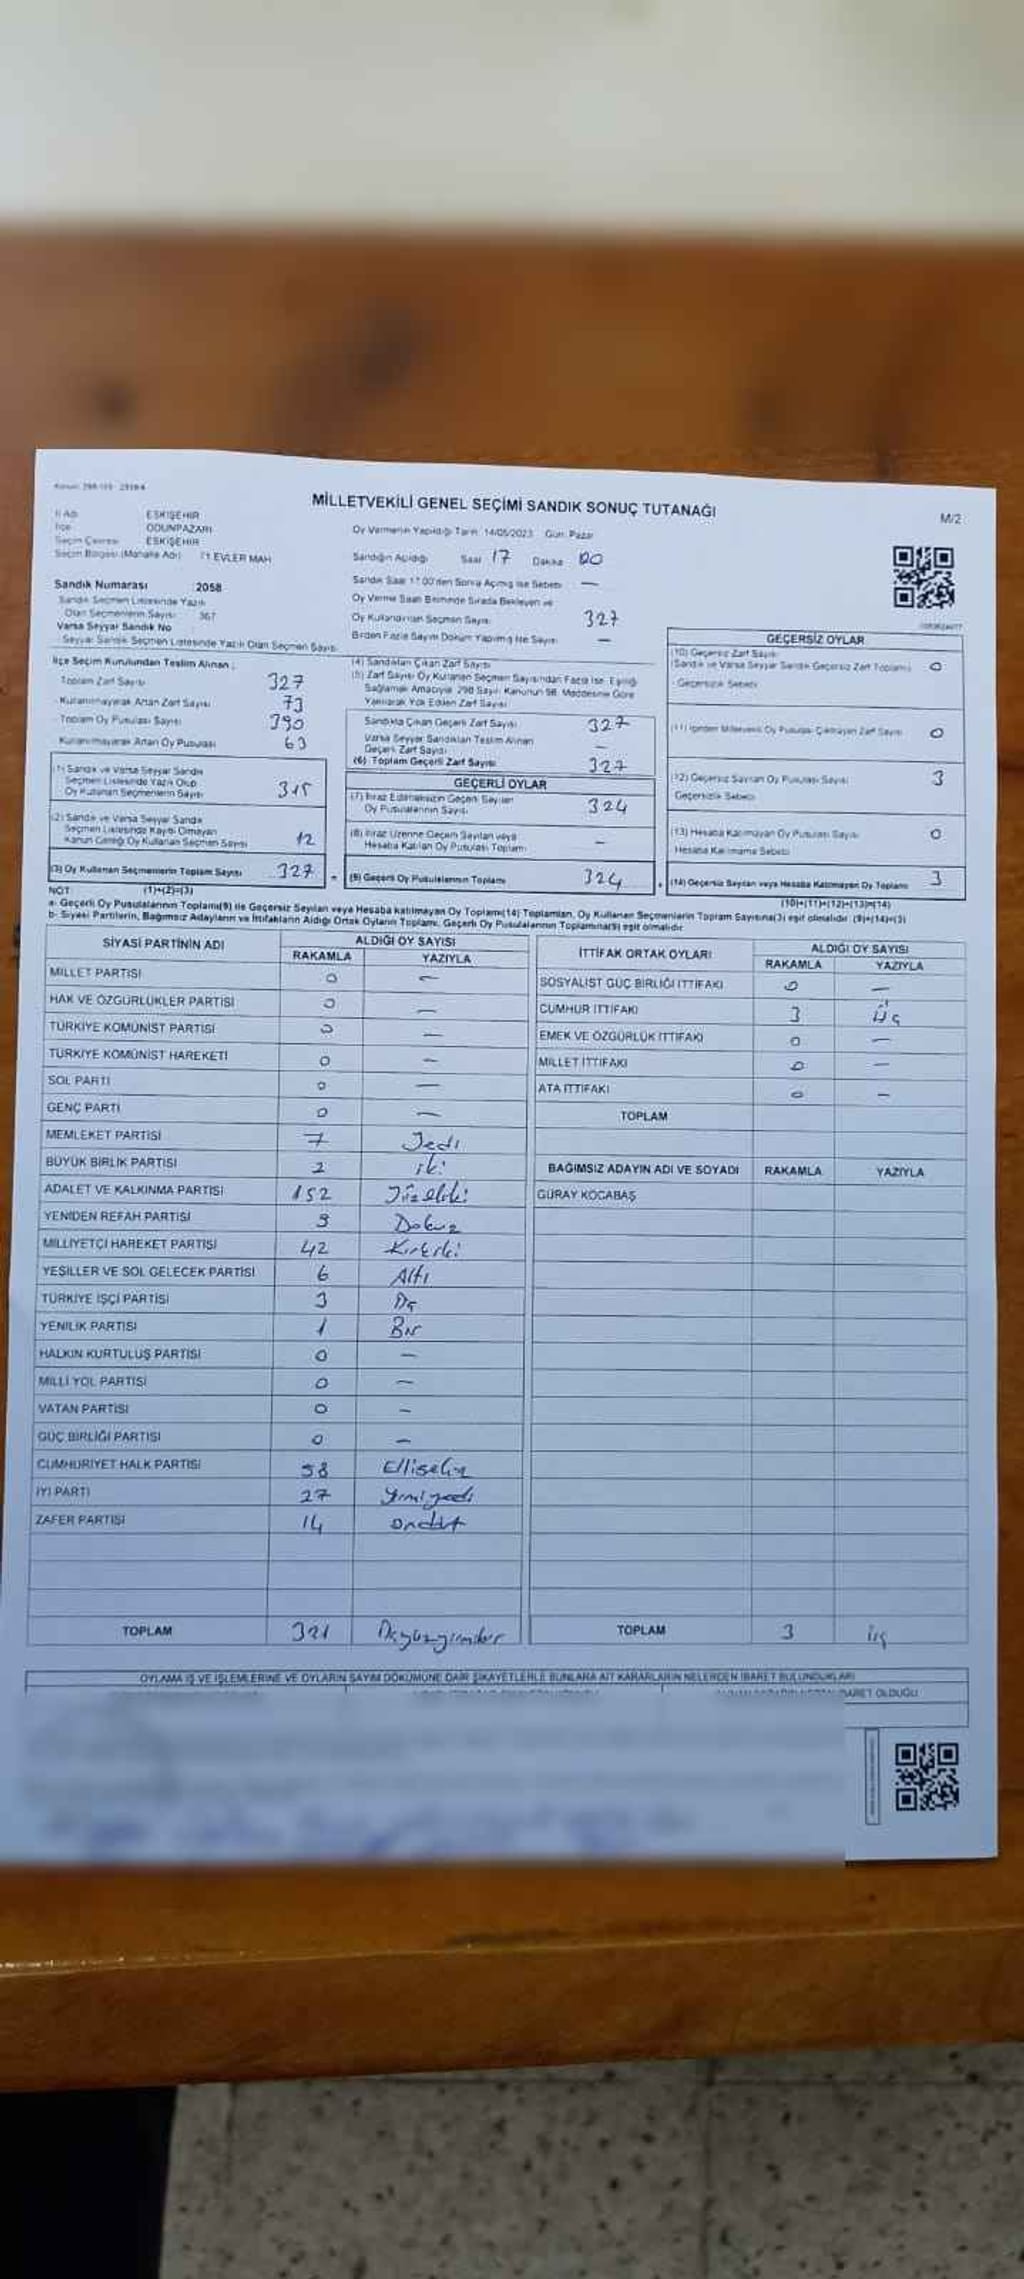 MİLLETVEKİLİ GENEL SEÇİMİ SANDIK SONUÇ TUTANAĞI
M/2
İl Adı ESKİŞEHİR
İlçe ODUNPAZARI
Seçim Çevresi ESKİŞEHİR
Seçim Bölgesi (Mahalle Adı) 71 EVLER MAH
Oy Vermenin Yapıldığı Tarih 14/05/2023 Gün Pazar
Sandığın Açıldığı Saat 17 Dakika 00
Sandık Saat 17:00'den Sonra Açılmış İse Sebebi —
Oy Verme Saati Bitiminde Sırada Bekleyen ve
Oy Kullandırılan Seçmen Sayısı 327
Birden Fazla Sayım Döküm Yapılmış İse Sayısı —
Sandık Numarası 2058
Sandık Seçmen Listesinde Yazılı
Olan Seçmenlerin Sayısı 367
Varsa Seyyar Sandık No
Seyyar Sandık Seçmen Listesinde Yazılı Olan Seçmen Sayısı
İlçe Seçim Kurulundan Teslim Alınan
Toplam Zarf Sayısı 327
Kullanılmayarak Artan Zarf Sayısı 73
Toplam Oy Pusulası Sayısı 390
Kullanılmayarak Artan Oy Pusulası 63
(1) Sandık ve Varsa Seyyar Sandık
Seçmen Listesinde Yazılı Olup
Oy Kullanan Seçmenlerin Sayısı 315
(2) Sandık ve Varsa Seyyar Sandık
Seçmen Listesinde Kaydı Olmayan
Kanun Gereği Oy Kullanan Seçmen Sayısı 12
(3) Oy Kullanan Seçmenlerin Toplam Sayısı 327
(1)+(2)=(3)
(4) Sandıktan Çıkan Zarf Sayısı
(5) Zarf Sayısı Oy Kullanan Seçmen Sayısından Fazla İse, Eşitliği
Sağlamak Amacıyla 298 Sayılı Kanunun 98. Maddesine Göre
Yakılarak Yok Edilen Zarf Sayısı
Sandıkta Çıkan Geçerli Zarf Sayısı 327
Varsa Seyyar Sandıktan Teslim Alınan
Geçerli Zarf Sayısı —
(6) Toplam Geçerli Zarf Sayısı 327
GEÇERLİ OYLAR
(7) İtiraz Edilmeksizin Geçerli Sayılan
Oy Pusulalarının Sayısı 324
(8) İtiraz Üzerine Geçerli Sayılan veya
Hesaba Katılan Oy Pusulası Toplamı —
= (9) Geçerli Oy Pusulalarının Toplamı 324
GEÇERSİZ OYLAR
(10) Geçersiz Zarf Sayısı
(Sandık ve Varsa Seyyar Sandık Geçersiz Zarf Toplamı) 0
Geçersizlik Sebebi
(11) İçinden Milletvekili Oy Pusulası Çıkmayan Zarf Sayısı 0
(12) Geçersiz Sayılan Oy Pusulası Sayısı 3
Geçersizlik Sebebi
(13) Hesaba Katılmayan Oy Pusulası Sayısı 0
Hesaba Katılmama Sebebi
+ (14) Geçersiz Sayılan veya Hesaba Katılmayan Oy Toplamı 3
(10)+(11)+(12)+(13)=(14)
NOT
a- Geçerli Oy Pusulalarının Toplamı(9) ile Geçersiz Sayılan veya Hesaba katılmayan Oy Toplamı(14) Toplamları, Oy Kullanan Seçmenlerin Toplam Sayısına(3) eşit olmalıdır. (9)+(14)=(3)
b- Siyasi Partilerin, Bağımsız Adayların ve İttifakların Aldığı Ortak Oyların Toplamı, Geçerli Oy Pusulalarının Toplamına(9) eşit olmalıdır
SİYASİ PARTİNİN ADI ALDIĞI OY SAYISI
RAKAMLA YAZIYLA
MİLLET PARTİSİ 0 —
HAK VE ÖZGÜRLÜKLER PARTİSİ 0 —
TÜRKİYE KOMÜNİST PARTİSİ 0 —
TÜRKİYE KOMÜNİST HAREKETİ 0 —
SOL PARTİ 0 —
GENÇ PARTİ 0 —
MEMLEKET PARTİSİ 7 Yedi
BÜYÜK BİRLİK PARTİSİ 2 iki
ADALET VE KALKINMA PARTİSİ 152 Yüzelliiki
YENİDEN REFAH PARTİSİ 9 Dokuz
MİLLİYETÇİ HAREKET PARTİSİ 42 Kırkiki
YEŞİLLER VE SOL GELECEK PARTİSİ 6 Altı
TÜRKİYE İŞÇİ PARTİSİ 3 Üç
YENİLİK PARTİSİ 1 Bir
HALKIN KURTULUŞ PARTİSİ 0 —
MİLLİ YOL PARTİSİ 0 —
VATAN PARTİSİ 0 —
GÜÇ BİRLİĞİ PARTİSİ 0 —
CUMHURİYET HALK PARTİSİ 58 Ellisekiz
İYİ PARTİ 27 Yirmiyedi
ZAFER PARTİSİ 14 ondört
TOPLAM 321 Üçyüzyirmibir
İTTİFAK ORTAK OYLARI ALDIĞI OY SAYISI
RAKAMLA YAZIYLA
SOSYALİST GÜÇ BİRLİĞİ İTTİFAKI 0 —
CUMHUR İTTİFAKI 3 Üç
EMEK VE ÖZGÜRLÜK İTTİFAKI 0 —
MİLLET İTTİFAKI 0 —
ATA İTTİFAKI 0 —
TOPLAM
BAĞIMSIZ ADAYIN ADI VE SOYADI RAKAMLA YAZIYLA
GÜRAY KOCABAŞ
TOPLAM 3 üç
OYLAMA İŞ VE İŞLEMLERİNE VE OYLARIN SAYIM DÖKÜMÜNE DAİR ŞİKAYETLERLE BUNLARA AİT KARARLARIN NELERDEN İBARET BULUNDUKLARI